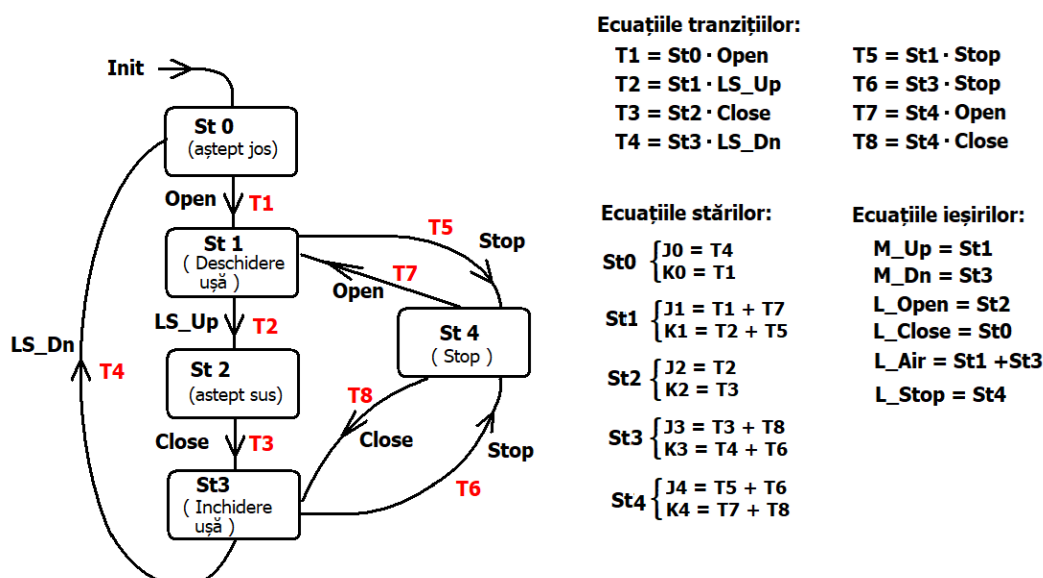 Init
St 0
(aștept jos)
Open
T1
St 1
( Deschidere
ușă )
T5
Stop
T7
Open
LS_Up
T2
St 4
( Stop )
LS_Dn
T4
St 2
(astept sus)
T8
Close
Close
T3
Stop
St3
( Inchidere
ușă )
T6
Ecuațiile tranzițiilor:
T1 = St0 · Open
T2 = St1 · LS_Up
T3 = St2 · Close
T4 = St3 · LS_Dn
T5 = St1 · Stop
T6 = St3 · Stop
T7 = St4 · Open
T8 = St4 · Close
Ecuațiile stărilor:
St0 { J0 = T4
K0 = T1
St1 { J1 = T1 + T7
K1 = T2 + T5
St2 { J2 = T2
K2 = T3
St3 { J3 = T3 + T8
K3 = T4 + T6
St4 { J4 = T5 + T6
K4 = T7 + T8
Ecuațiile ieșirilor:
M_Up = St1
M_Dn = St3
L_Open = St2
L_Close = St0
L_Air = St1 +St3
L_Stop = St4